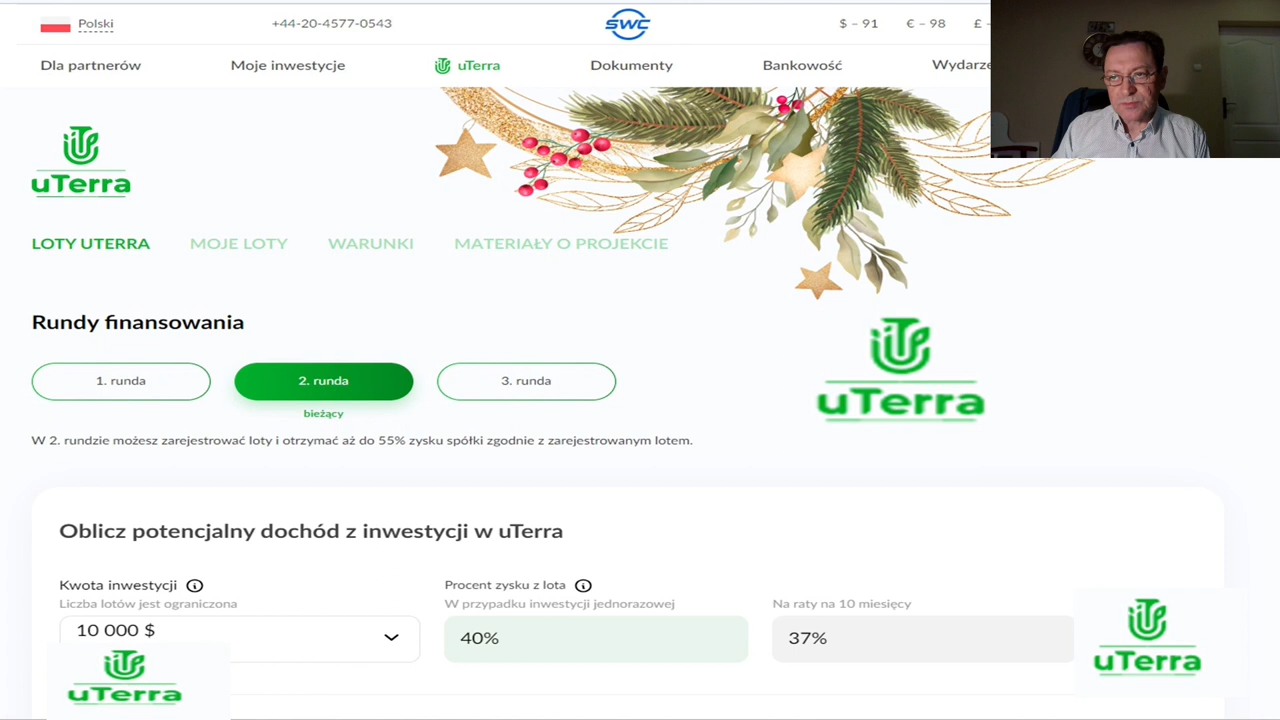 Polski
+44-20-4577-0543
SWC
$ – 91 € – 98 £ –
Dla partnerów Moje inwestycje uTerra Dokumenty Bankowość Wydarze
uTerra
LOTY UTERRA MOJE LOTY WARUNKI MATERIAŁY O PROJEKCIE
Rundy finansowania
1. runda 2. runda 3. runda
bieżący
uTerra
W 2. rundzie możesz zarejestrować loty i otrzymać aż do 55% zysku spółki zgodnie z zarejestrowanym lotem.
Oblicz potencjalny dochód z inwestycji w uTerra
Kwota inwestycji
Liczba lotów jest ograniczona
10 000 $
Procent zysku z lota
W przypadku inwestycji jednorazowej
40%
Na raty na 10 miesięcy
37%
uTerra
uTerra